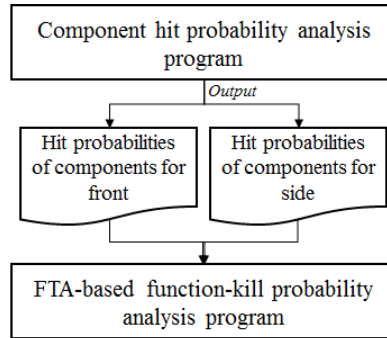 Component hit probability analysis
program
Output
Hit probabilities
of components for
front
Hit probabilities
of components for
side
FTA-based function-kill probability
analysis program